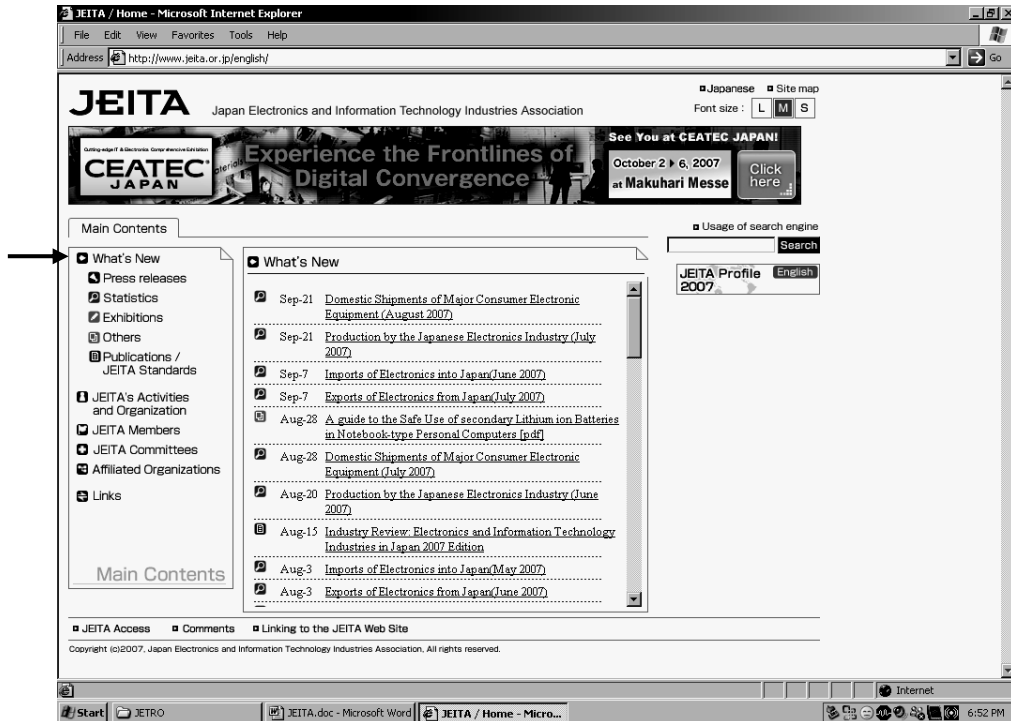 JEITA / Home - Microsoft Internet Explorer
File Edit View Favorites Tools Help
Address http://www.jeita.or.jp/english/ Go
Japanese Site map
JEITA Japan Electronics and Information Technology Industries Association
Font size : L M S
Cutting-edge IT & Electronics Comprehensive Exhibition
CEATEC
JAPAN
materials
Experience the Frontlines of
Digital Convergence
See You at CEATEC JAPAN!
October 2 6, 2007
at Makuhari Messe
Click
here
Main Contents
Usage of search engine
Search
JEITA Profile English
2007
What's New
Press releases
Statistics
Exhibitions
Others
Publications /
JEITA Standards
JEITA's Activities
and Organization
JEITA Members
JEITA Committees
Affiliated Organizations
Links
Main Contents
What's New
Sep-21 Domestic Shipments of Major Consumer Electronic
Equipment (August 2007)
Sep-21 Production by the Japanese Electronics Industry (July
2007)
Sep-7 Imports of Electronics into Japan(June 2007)
Sep-7 Exports of Electronics from Japan(July 2007)
Aug-28 A guide to the Safe Use of secondary Lithium ion Batteries
in Notebook-type Personal Computers [pdf]
Aug-28 Domestic Shipments of Major Consumer Electronic
Equipment (July 2007)
Aug-20 Production by the Japanese Electronics Industry (June
2007)
Aug-15 Industry Review: Electronics and Information Technology
Industries in Japan 2007 Edition
Aug-3 Imports of Electronics into Japan(May 2007)
Aug-3 Exports of Electronics from Japan(June 2007)
JEITA Access Comments Linking to the JEITA Web Site
Copyright (c)2007, Japan Electronics and Information Technology Industries Association, All rights reserved.
Internet
Start JETRO JEITA.doc - Microsoft Word JEITA / Home - Micro... 6:52 PM